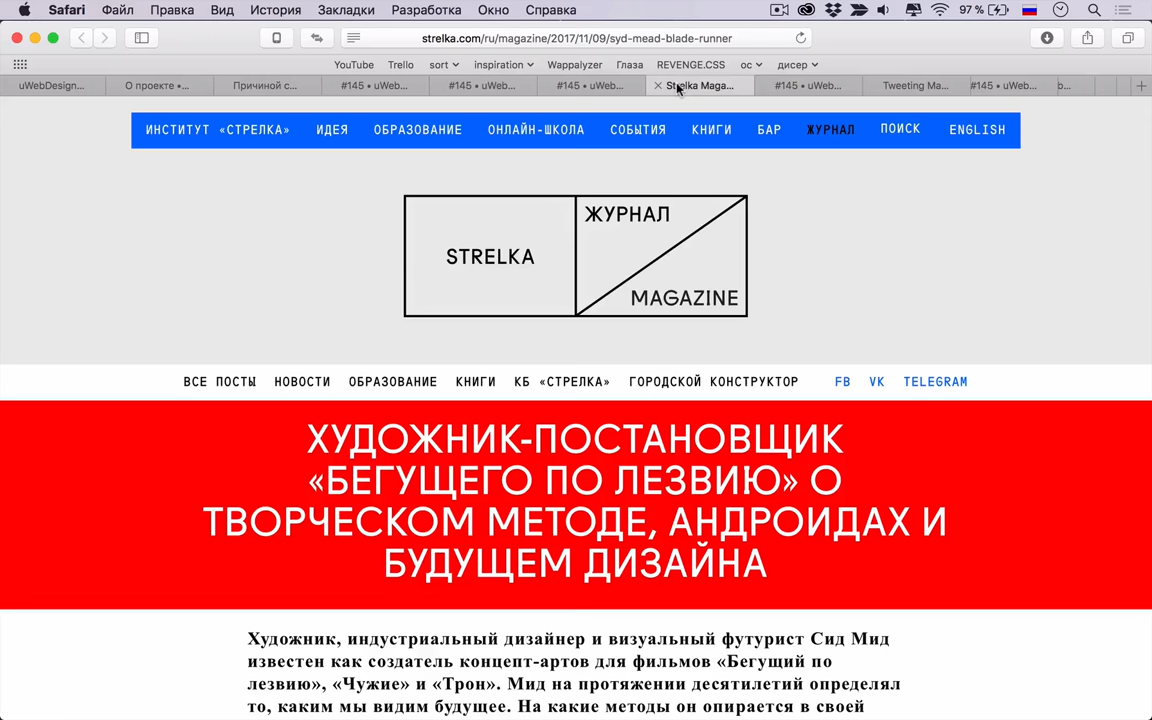 Safari Файл Правка Вид История Закладки Разработка Окно Справка 97 %
strelka.com/ru/magazine/2017/11/09/syd-mead-blade-runner
YouTube Trello sort inspiration Wappalyzer Глаза REVENGE.CSS ос дисер
uWebDesign... О проекте •... Причиной с... #145 • uWeb... #145 • uWeb... #145 • uWeb... Strelka Maga... #145 • uWeb... Tweeting Ma... #145 • uWeb... b...
ИНСТИТУТ «СТРЕЛКА» ИДЕЯ ОБРАЗОВАНИЕ ОНЛАЙН-ШКОЛА СОБЫТИЯ КНИГИ БАР ЖУРНАЛ ПОИСК ENGLISH
ЖУРНАЛ
STRELKA
MAGAZINE
ВСЕ ПОСТЫ НОВОСТИ ОБРАЗОВАНИЕ КНИГИ КБ «СТРЕЛКА» ГОРОДСКОЙ КОНСТРУКТОР FB VK TELEGRAM
ХУДОЖНИК-ПОСТАНОВЩИК
«БЕГУЩЕГО ПО ЛЕЗВИЮ» О
ТВОРЧЕСКОМ МЕТОДЕ, АНДРОИДАХ И
БУДУЩЕМ ДИЗАЙНА
Художник, индустриальный дизайнер и визуальный футурист Сид Мид
известен как создатель концепт-артов для фильмов «Бегущий по
лезвию», «Чужие» и «Трон». Мид на протяжении десятилетий определял
то, каким мы видим будущее. На какие методы он опирается в своей